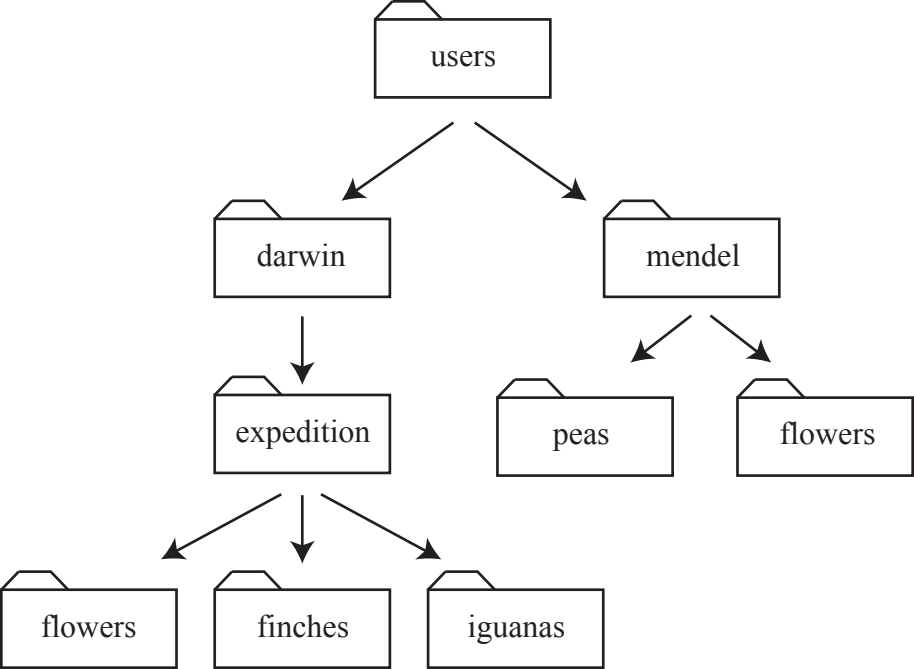 users
darwin
mendel
expedition
peas
flowers
flowers
finches
iguanas